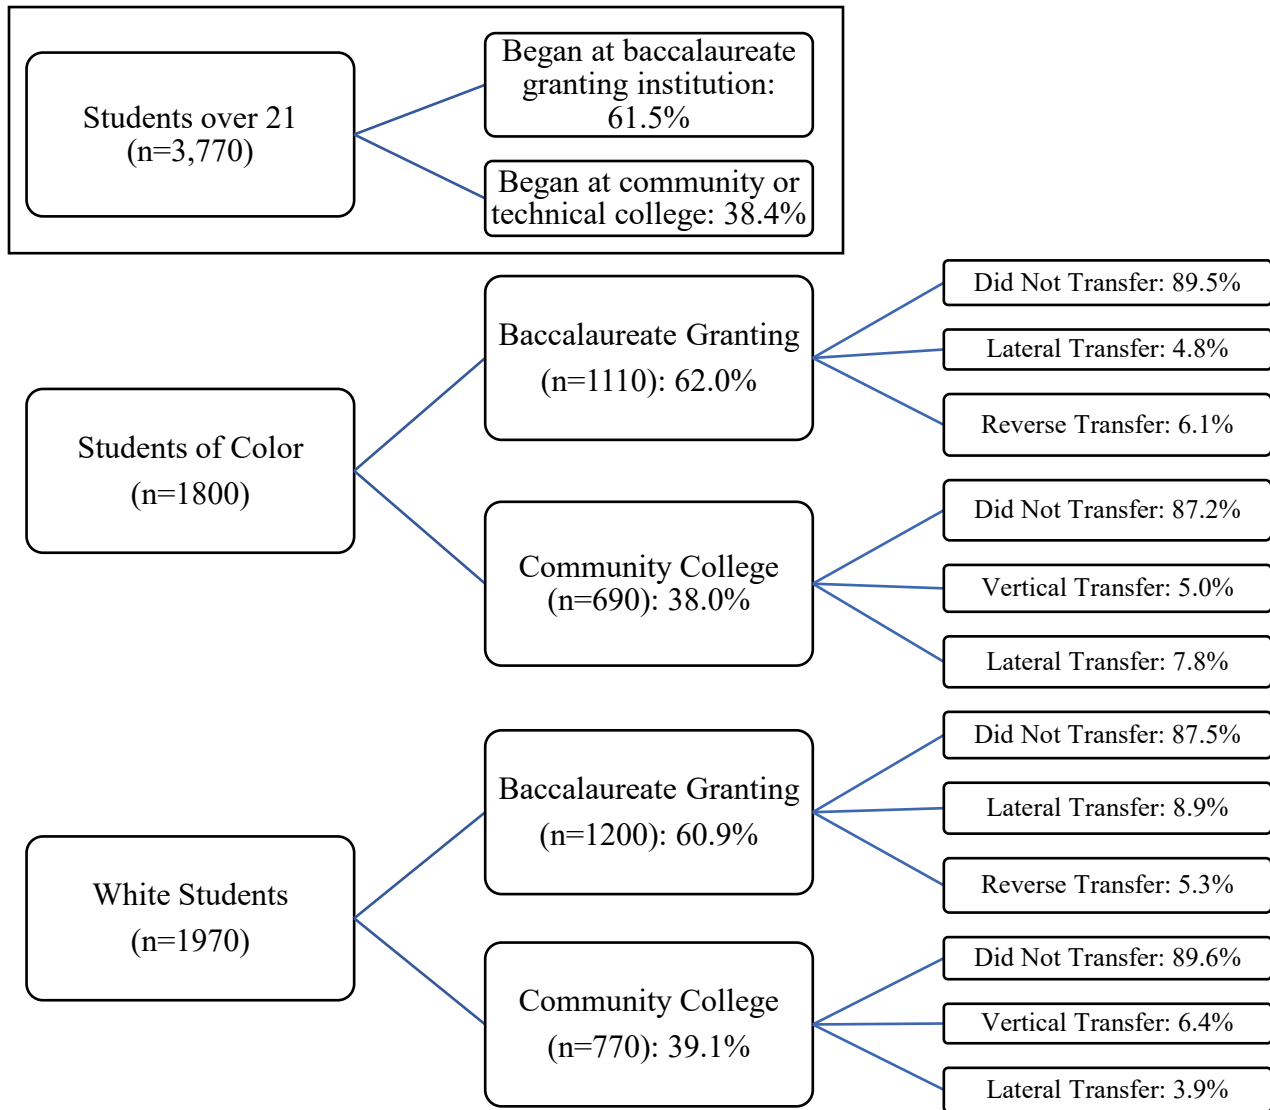 Students over 21
(n=3,770)
Began at baccalaureate
granting institution:
61.5%
Began at community or
technical college: 38.4%
Students of Color
(n=1800)
Baccalaureate Granting
(n=1110): 62.0%
Did Not Transfer: 89.5%
Lateral Transfer: 4.8%
Reverse Transfer: 6.1%
Community College
(n=690): 38.0%
Did Not Transfer: 87.2%
Vertical Transfer: 5.0%
Lateral Transfer: 7.8%
White Students
(n=1970)
Baccalaureate Granting
(n=1200): 60.9%
Did Not Transfer: 87.5%
Lateral Transfer: 8.9%
Reverse Transfer: 5.3%
Community College
(n=770): 39.1%
Did Not Transfer: 89.6%
Vertical Transfer: 6.4%
Lateral Transfer: 3.9%